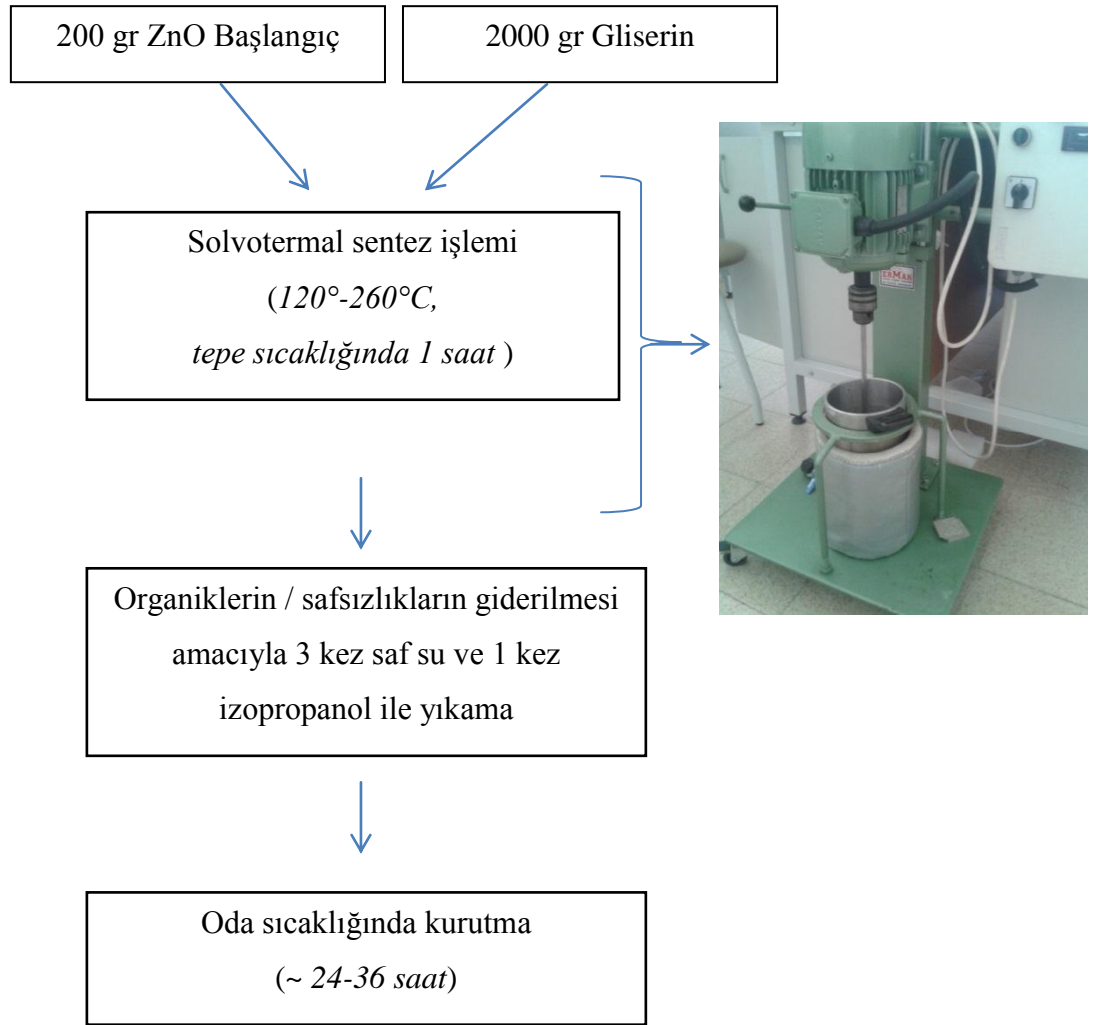 200 gr ZnO Başlangıç
2000 gr Gliserin
Solvotermal sentez işlemi
(120°-260°C,
tepe sıcaklığında 1 saat )
ERMAN
Organiklerin / safsızlıkların giderilmesi
amacıyla 3 kez saf su ve 1 kez
izopropanol ile yıkama
Oda sıcaklığında kurutma
(~ 24-36 saat)